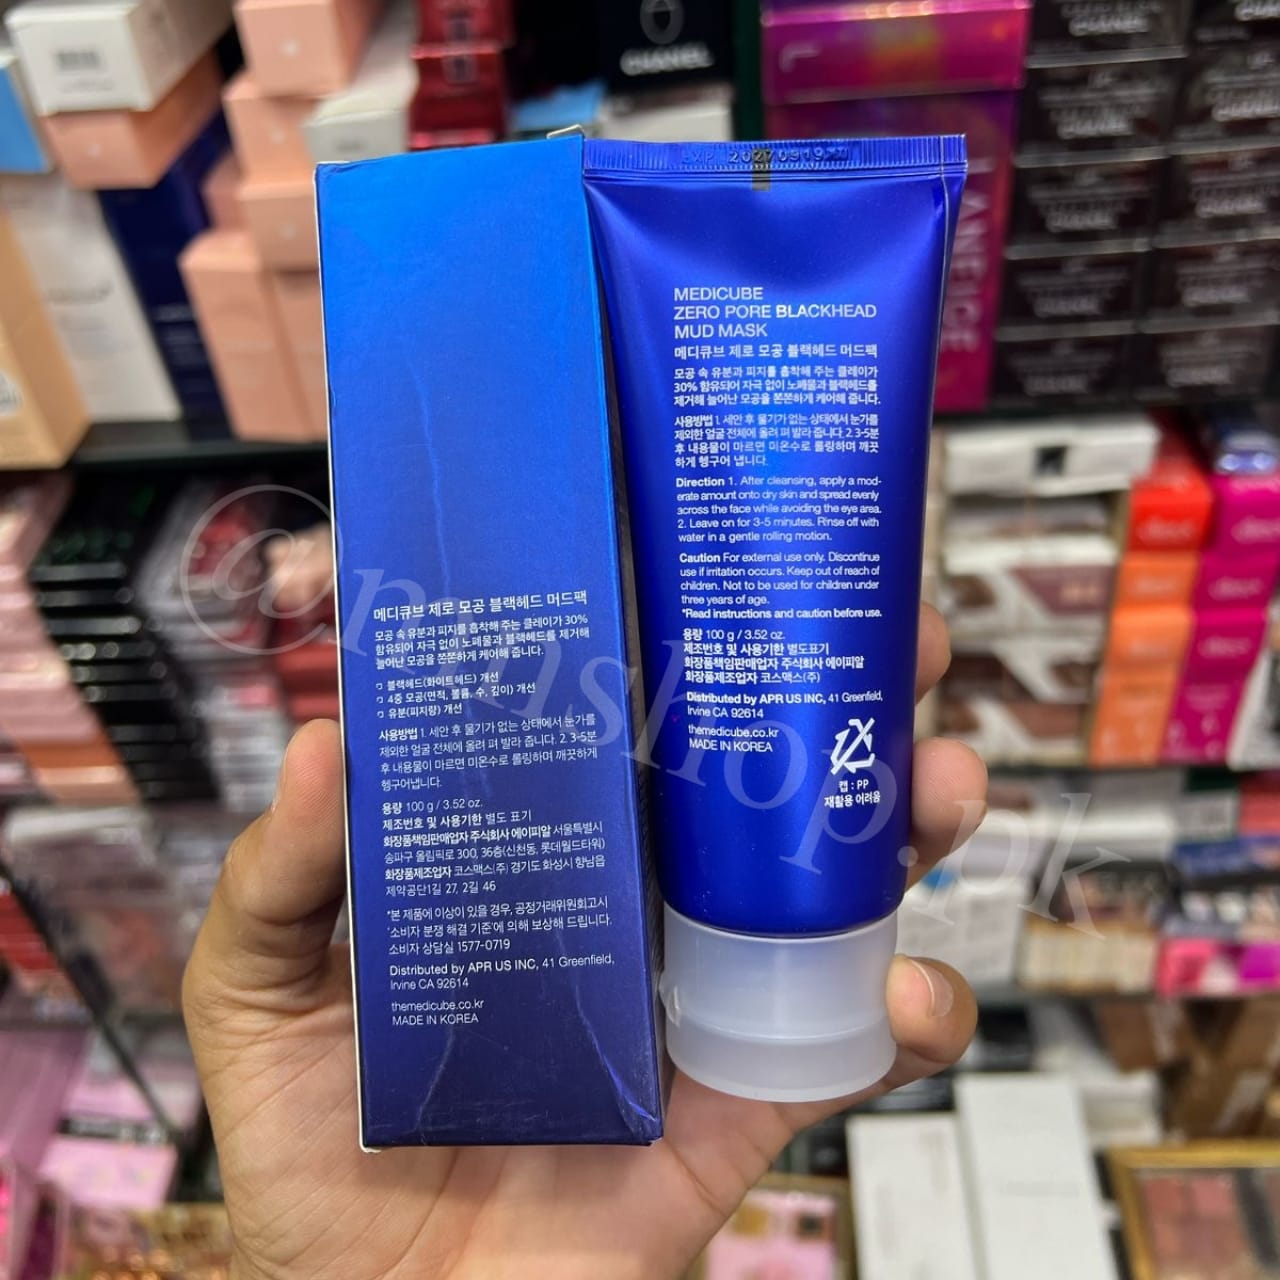 CHANEL
LANEIGE
EXP 20270919
메디큐브 제로 모공 블랙헤드 머드팩
모공 속 유분과 피지를 흡착해 주는 클레이가 30%
함유되어 자극 없이 노폐물과 블랙헤드를 제거해
늘어난 모공을 쫀쫀하게 케어해 줍니다.
블랙헤드(화이트헤드) 개선
4중 모공(면적, 볼륨, 수, 깊이) 개선
유분(피지량) 개선
사용방법 1. 세안 후 물기가 없는 상태에서 눈가를
제외한 얼굴 전체에 올려 펴 발라 줍니다. 2. 3-5분
후 내용물이 마르면 미온수로 롤링하며 깨끗하게
헹구어냅니다.
용량 100 g / 3.52 oz.
제조번호 및 사용기한 별도 표기
화장품책임판매업자 주식회사 에이피알 서울특별시
송파구 올림픽로 300, 36층(신천동, 롯데월드타워)
화장품제조업자 코스맥스(주) 경기도 화성시 향남읍
제약공단1길 27, 2길 46
*본 제품에 이상이 있을 경우, 공정거래위원회고시
'소비자 분쟁 해결 기준'에 의해 보상해 드립니다.
소비자 상담실 1577-0719
Distributed by APR US INC, 41 Greenfield,
Irvine CA 92614
themedicube.co.kr
MADE IN KOREA
MEDICUBE
ZERO PORE BLACKHEAD
MUD MASK
메디큐브 제로 모공 블랙헤드 머드팩
모공 속 유분과 피지를 흡착해 주는 클레이가
30% 함유되어 자극 없이 노폐물과 블랙헤드를
제거해 늘어난 모공을 쫀쫀하게 케어해 줍니다.
사용방법 1. 세안 후 물기가 없는 상태에서 눈가를
제외한 얼굴 전체에 올려 펴 발라 줍니다. 2. 3-5분
후 내용물이 마르면 미온수로 롤링하며 깨끗
하게 헹구어 냅니다.
Direction 1. After cleansing, apply a mod-
erate amount onto dry skin and spread evenly
across the face while avoiding the eye area.
2. Leave on for 3-5 minutes. Rinse off with
water in a gentle rolling motion.
Caution For external use only. Discontinue
use if irritation occurs. Keep out of reach of
children. Not to be used for children under
three years of age.
*Read instructions and caution before use.
용량 100 g / 3.52 oz.
제조번호 및 사용기한 별도표기
화장품책임판매업자 주식회사 에이피알
화장품제조업자 코스맥스(주)
Distributed by APR US INC, 41 Greenfield,
Irvine CA 92614
themedicube.co.kr
MADE IN KOREA
캡 : PP
재활용 어려움